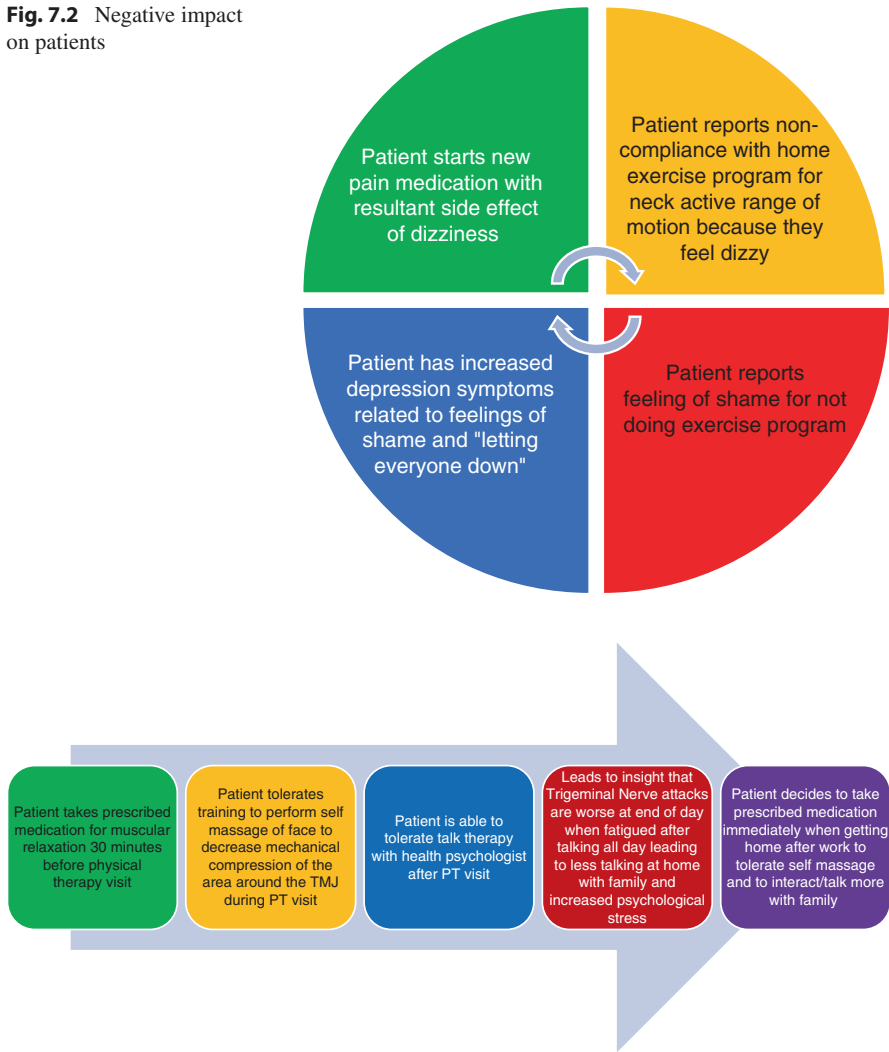 Fig. 7.2 Negative impact
on patients
Patient starts new
pain medication with
resultant side effect
of dizziness
Patient reports non-
compliance with home
exercise program for
neck active range of
motion because they
feel dizzy
Patient has increased
depression symptoms
related to feelings of
shame and "letting
everyone down"
Patient reports
feeling of shame for not
doing exercise program
Patient takes prescribed
medication for muscular
relaxation 30 minutes
before physical
therapy visit
Patient tolerates
training to perform self
massage of face to
decrease mechanical
compression of the
area around the TMJ
during PT visit
Patient is able to
tolerate talk therapy
with health psychologist
after PT visit
Leads to insight that
Trigeminal Nerve attacks
are worse at end of day
when fatigued after
talking all day leading
to less talking at home
with family and
increased psychological
stress
Patient decides to take
prescribed medication
immediately when getting
home after work to
tolerate self massage
and to interact/talk more
with family